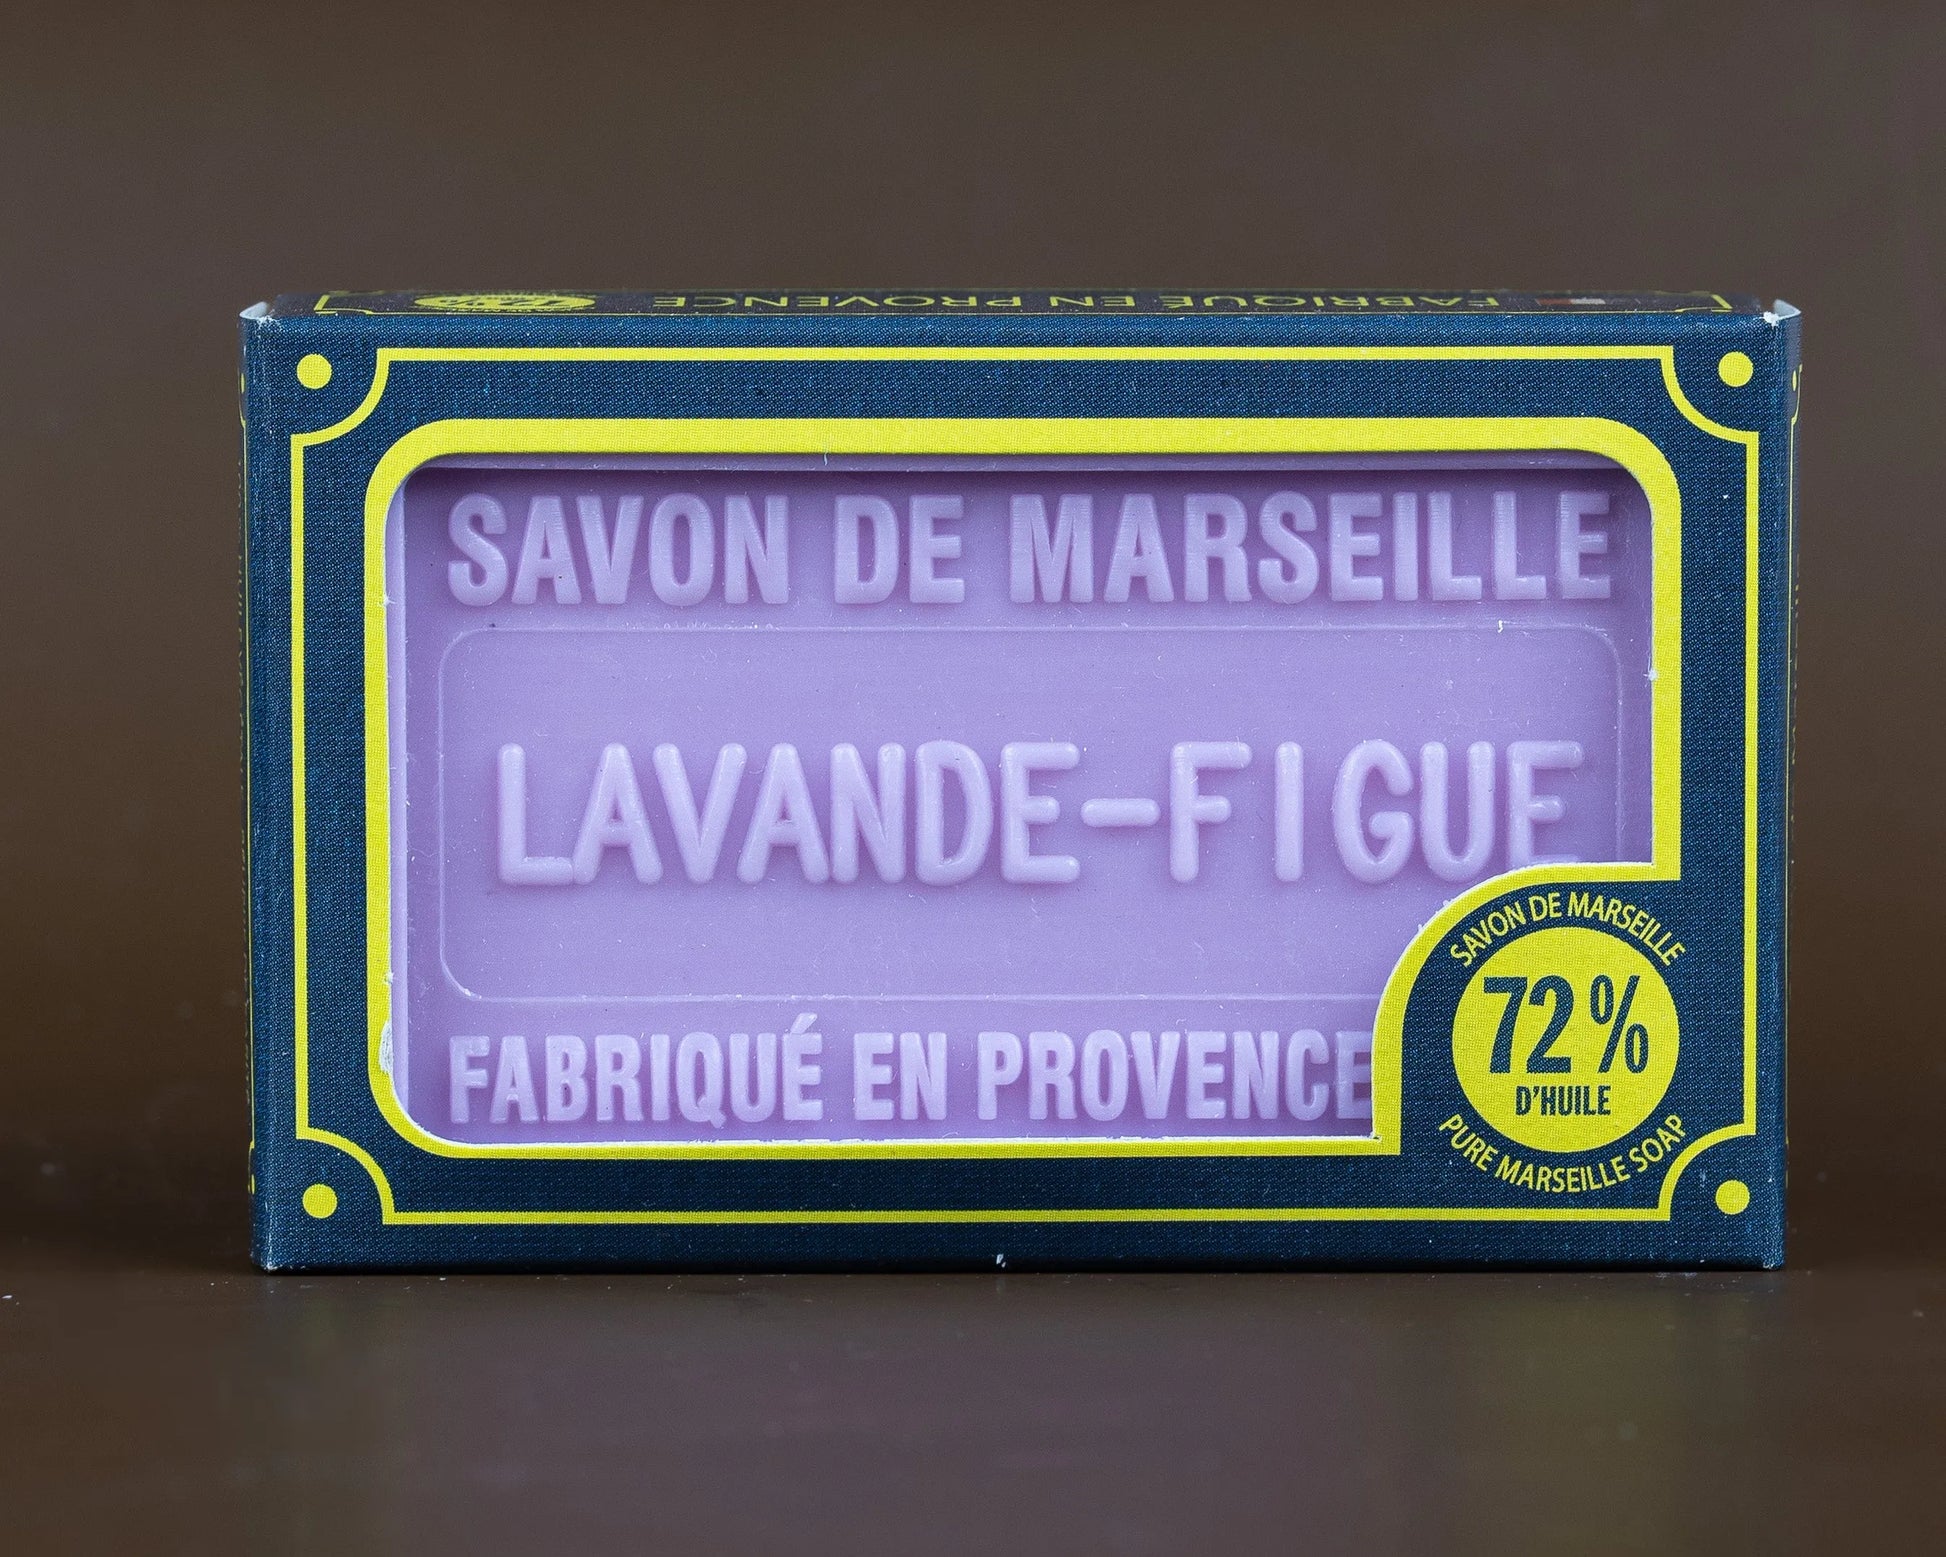 FABRIQUÉ EN PROVENCE
SAVON DE MARSEILLE
LAVANDE-FIGUE
FABRIQUÉ EN PROVENCE
SAVON DE MARSEILLE
72%
D'HUILE
PURE MARSEILLE SOAP